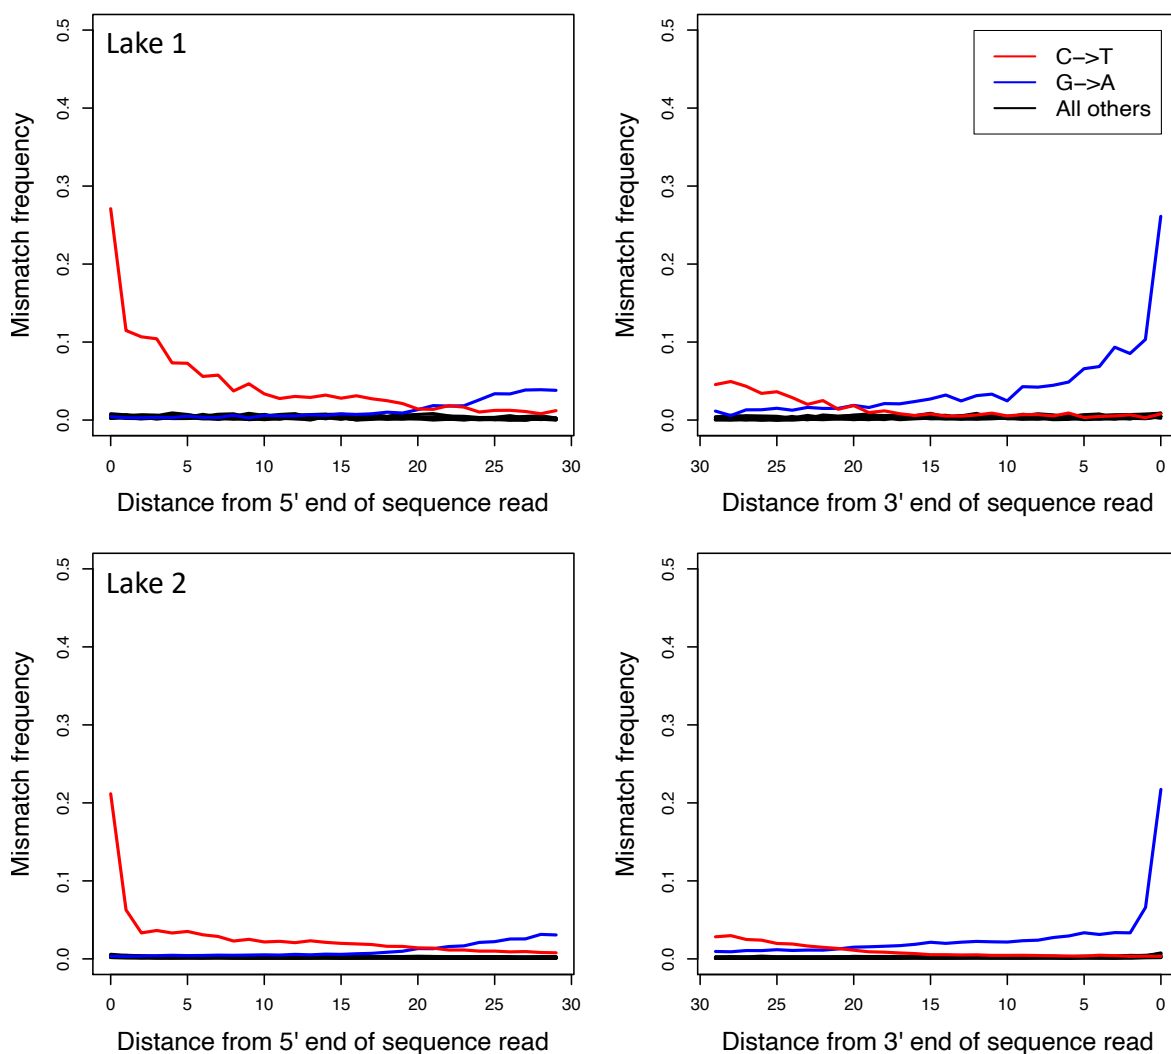 Lake 1
Mismatch frequency
0.0
0.1
0.2
0.3
0.4
0.5
0 5 10 15 20 25 30
Distance from 5' end of sequence read
C->T
G->A
All others
Mismatch frequency
0.0
0.1
0.2
0.3
0.4
0.5
30 25 20 15 10 5 0
Distance from 3' end of sequence read
Lake 2
Mismatch frequency
0.0
0.1
0.2
0.3
0.4
0.5
0 5 10 15 20 25 30
Distance from 5' end of sequence read
Mismatch frequency
0.0
0.1
0.2
0.3
0.4
0.5
30 25 20 15 10 5 0
Distance from 3' end of sequence read